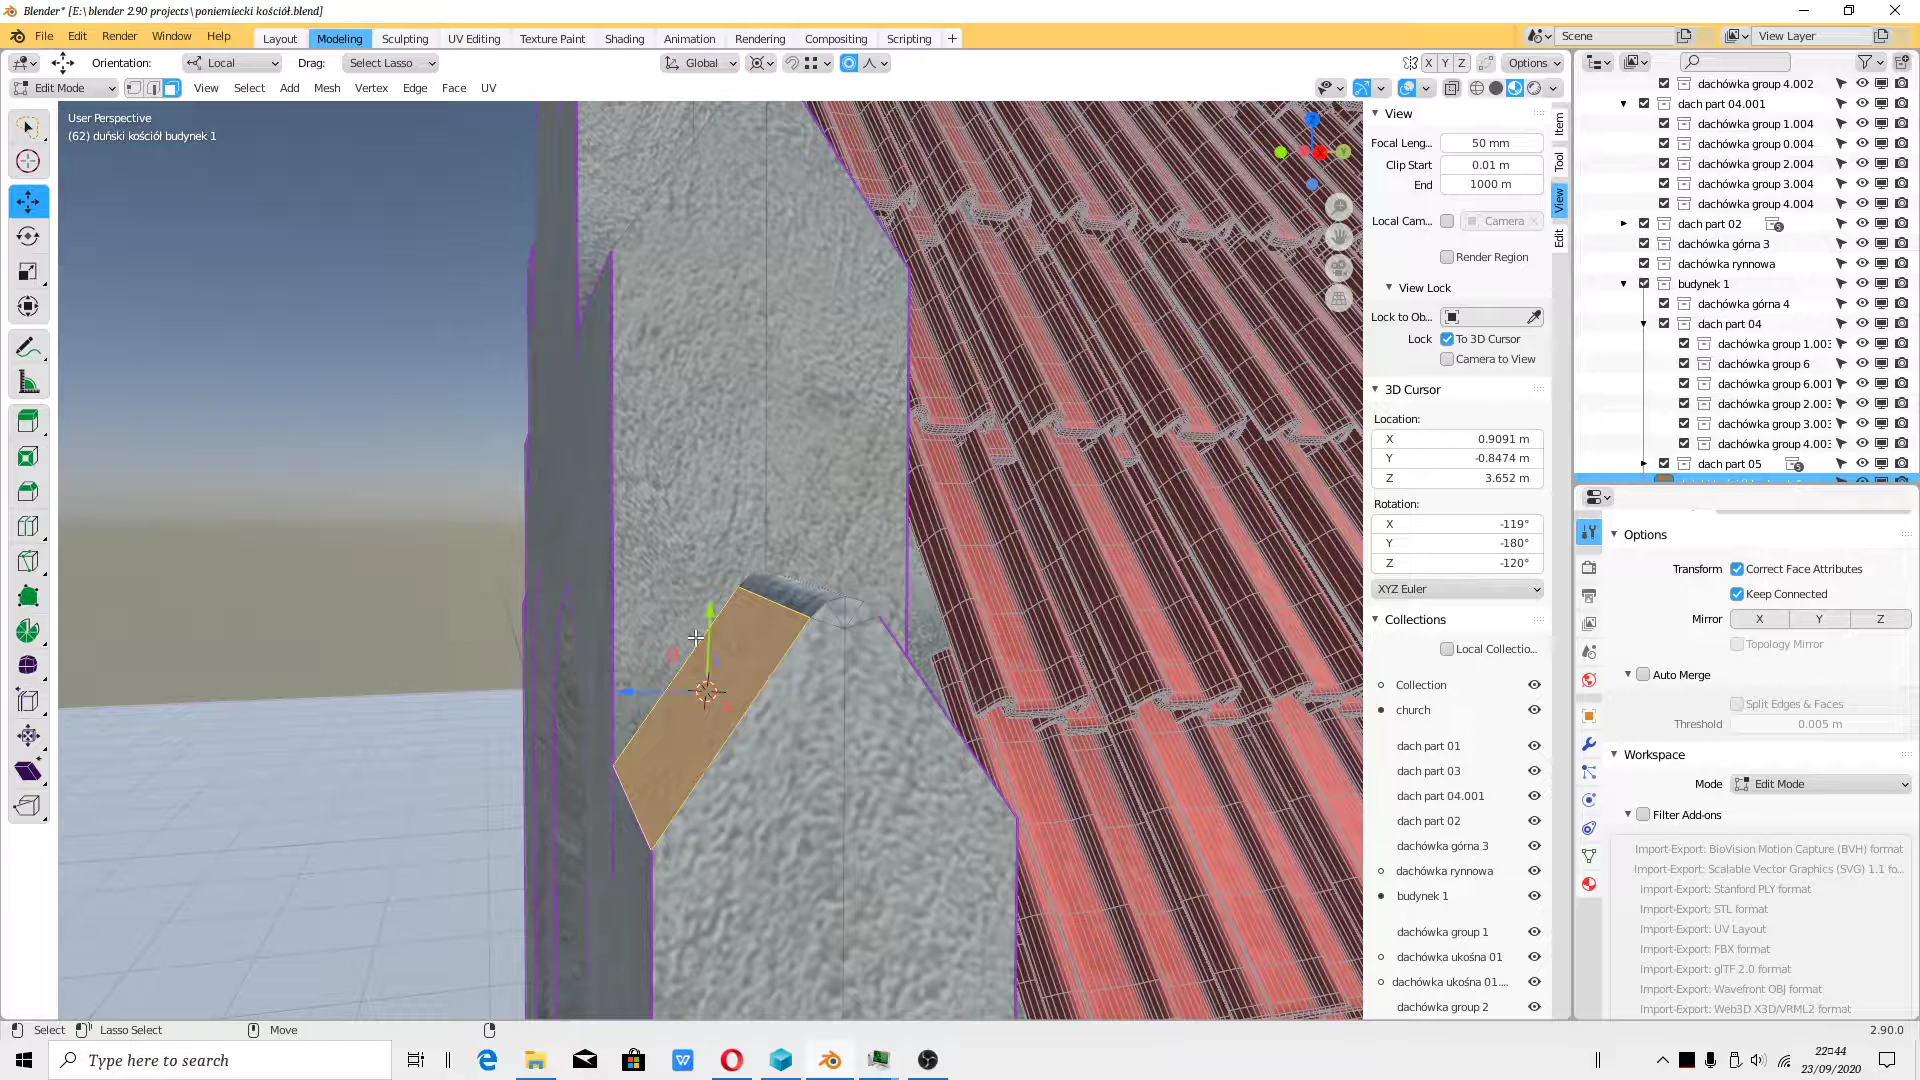 Blender* [E:\blender 2.90 projects\poniemiecki kościół.blend]
File Edit Render Window Help
Layout Modeling Sculpting UV Editing Texture Paint Shading Animation Rendering Compositing Scripting +
Scene
View Layer
Orientation: Local Drag: Select Lasso Global X Y Z Options
Edit Mode View Select Add Mesh Vertex Edge Face UV
User Perspective
(62) duński kościół budynek 1
View
Focal Leng... 50 mm
Clip Start 0.01 m
End 1000 m
Local Cam... Camera
Render Region
View Lock
Lock to Ob...
Lock To 3D Cursor
Camera to View
3D Cursor
Location:
X 0.9091 m
Y -0.8474 m
Z 3.652 m
Rotation:
X -119°
Y -180°
Z -120°
XYZ Euler
Collections
Local Collectio...
Collection
church
dach part 01
dach part 03
dach part 04.001
dach part 02
dachówka górna 3
dachówka rynnowa
budynek 1
dachówka group 1
dachówka ukośna 01
dachówka ukośna 01....
dachówka group 2
Item
Tool
View
Edit
dachówka group 4.002
dach part 04.001
dachówka group 1.004
dachówka group 0.004
dachówka group 2.004
dachówka group 3.004
dachówka group 4.004
dach part 02
dachówka górna 3
dachówka rynnowa
budynek 1
dachówka górna 4
dach part 04
dachówka group 1.003
dachówka group 6
dachówka group 6.001
dachówka group 2.003
dachówka group 3.003
dachówka group 4.003
dach part 05
Options
Transform Correct Face Attributes
Keep Connected
Mirror X Y Z
Topology Mirror
Auto Merge
Split Edges & Faces
Threshold 0.005 m
Workspace
Mode Edit Mode
Filter Add-ons
Import-Export: BioVision Motion Capture (BVH) format
Import-Export: Scalable Vector Graphics (SVG) 1.1 fo...
Import-Export: Stanford PLY format
Import-Export: STL format
Import-Export: UV Layout
Import-Export: FBX format
Import-Export: glTF 2.0 format
Import-Export: Wavefront OBJ format
Import-Export: Web3D X3D/VRML2 format
Select Lasso Select Move
2.90.0
Type here to search
22:44
23/09/2020